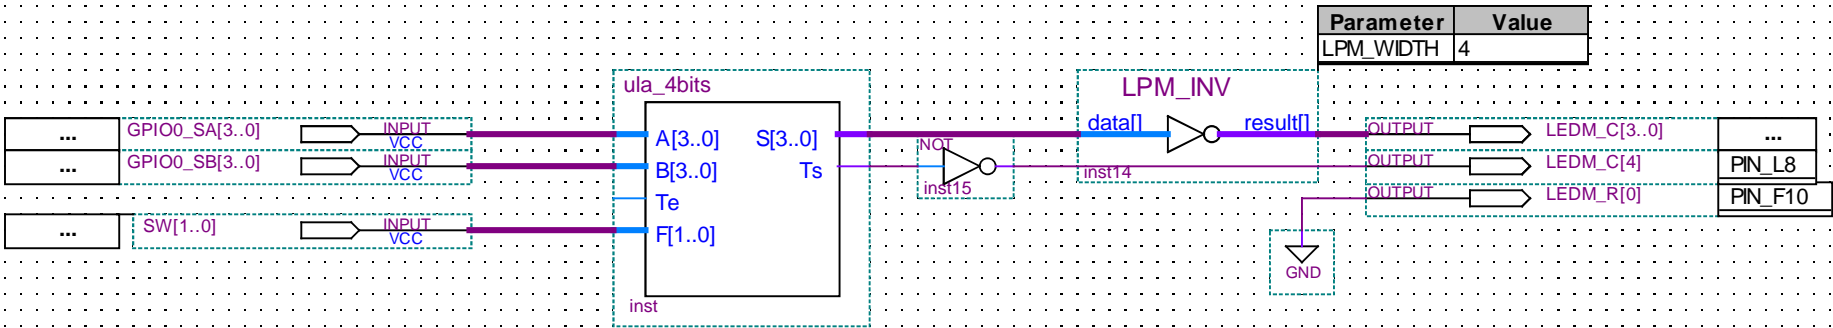 Parameter Value
LPM_WIDTH 4
ula_4bits
LPM_INV
... GPIO0_SA[3..0] INPUT VCC A[3..0] S[3..0] data[] result[] OUTPUT LEDM_C[3..0] ...
... GPIO0_SB[3..0] INPUT VCC B[3..0] Ts NOT inst15 inst14 OUTPUT LEDM_C[4] PIN_L8
Te OUTPUT LEDM_R[0] PIN_F10
... SW[1..0] INPUT VCC F[1..0]
GND
inst